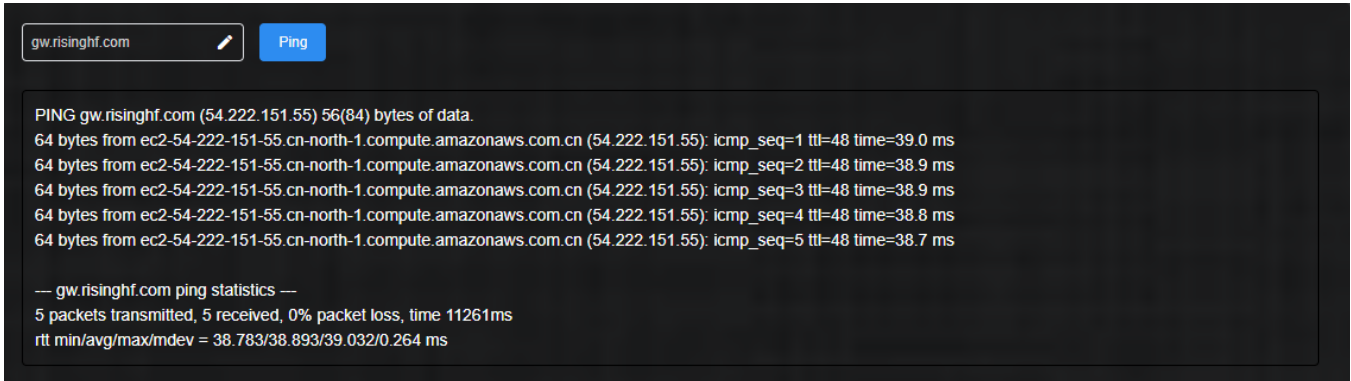 gw.risinghf.com
Ping
PING gw.risinghf.com (54.222.151.55) 56(84) bytes of data.
64 bytes from ec2-54-222-151-55.cn-north-1.compute.amazonaws.com.cn (54.222.151.55): icmp_seq=1 ttl=48 time=39.0 ms
64 bytes from ec2-54-222-151-55.cn-north-1.compute.amazonaws.com.cn (54.222.151.55): icmp_seq=2 ttl=48 time=38.9 ms
64 bytes from ec2-54-222-151-55.cn-north-1.compute.amazonaws.com.cn (54.222.151.55): icmp_seq=3 ttl=48 time=38.9 ms
64 bytes from ec2-54-222-151-55.cn-north-1.compute.amazonaws.com.cn (54.222.151.55): icmp_seq=4 ttl=48 time=38.8 ms
64 bytes from ec2-54-222-151-55.cn-north-1.compute.amazonaws.com.cn (54.222.151.55): icmp_seq=5 ttl=48 time=38.7 ms
--- gw.risinghf.com ping statistics ---
5 packets transmitted, 5 received, 0% packet loss, time 11261ms
rtt min/avg/max/mdev = 38.783/38.893/39.032/0.264 ms